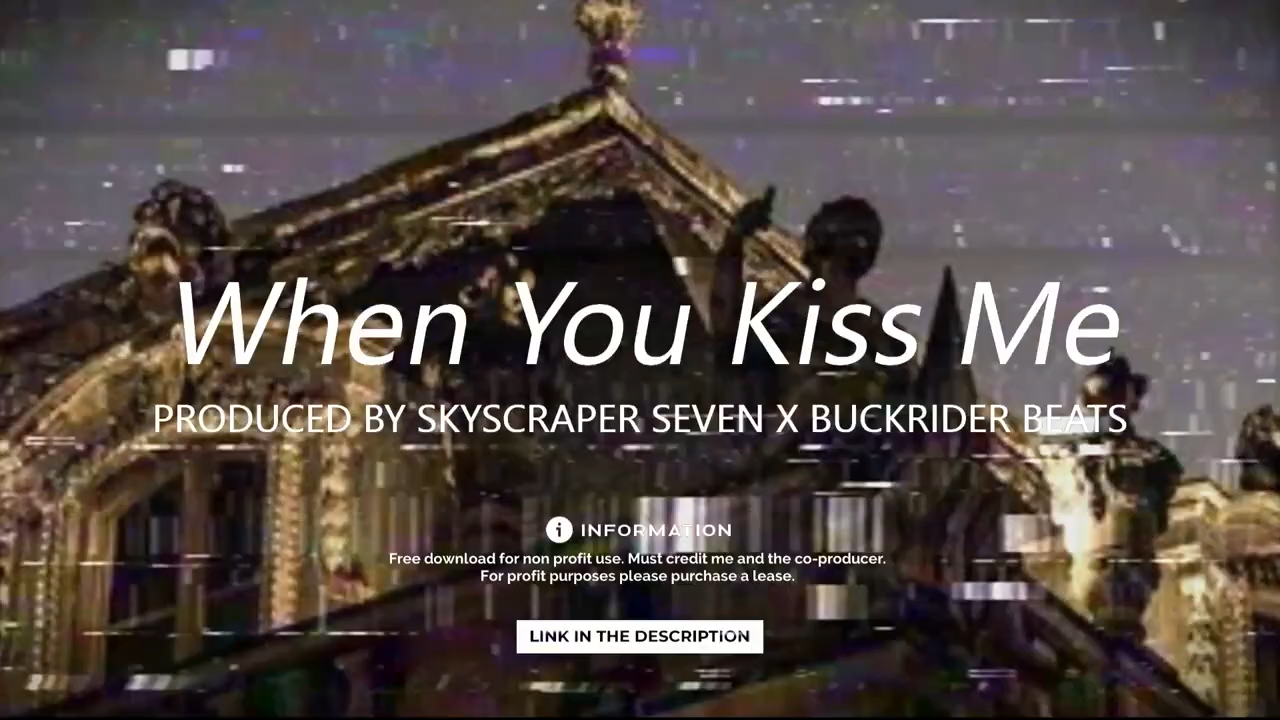 When You Kiss Me
PRODUCED BY SKYSCRAPER SEVEN X BUCKRIDER BEATS
i INFORMATION
Free download for non profit use. Must credit me and the co-producer.
For profit purposes please purchase a lease.
LINK IN THE DESCRIPTION